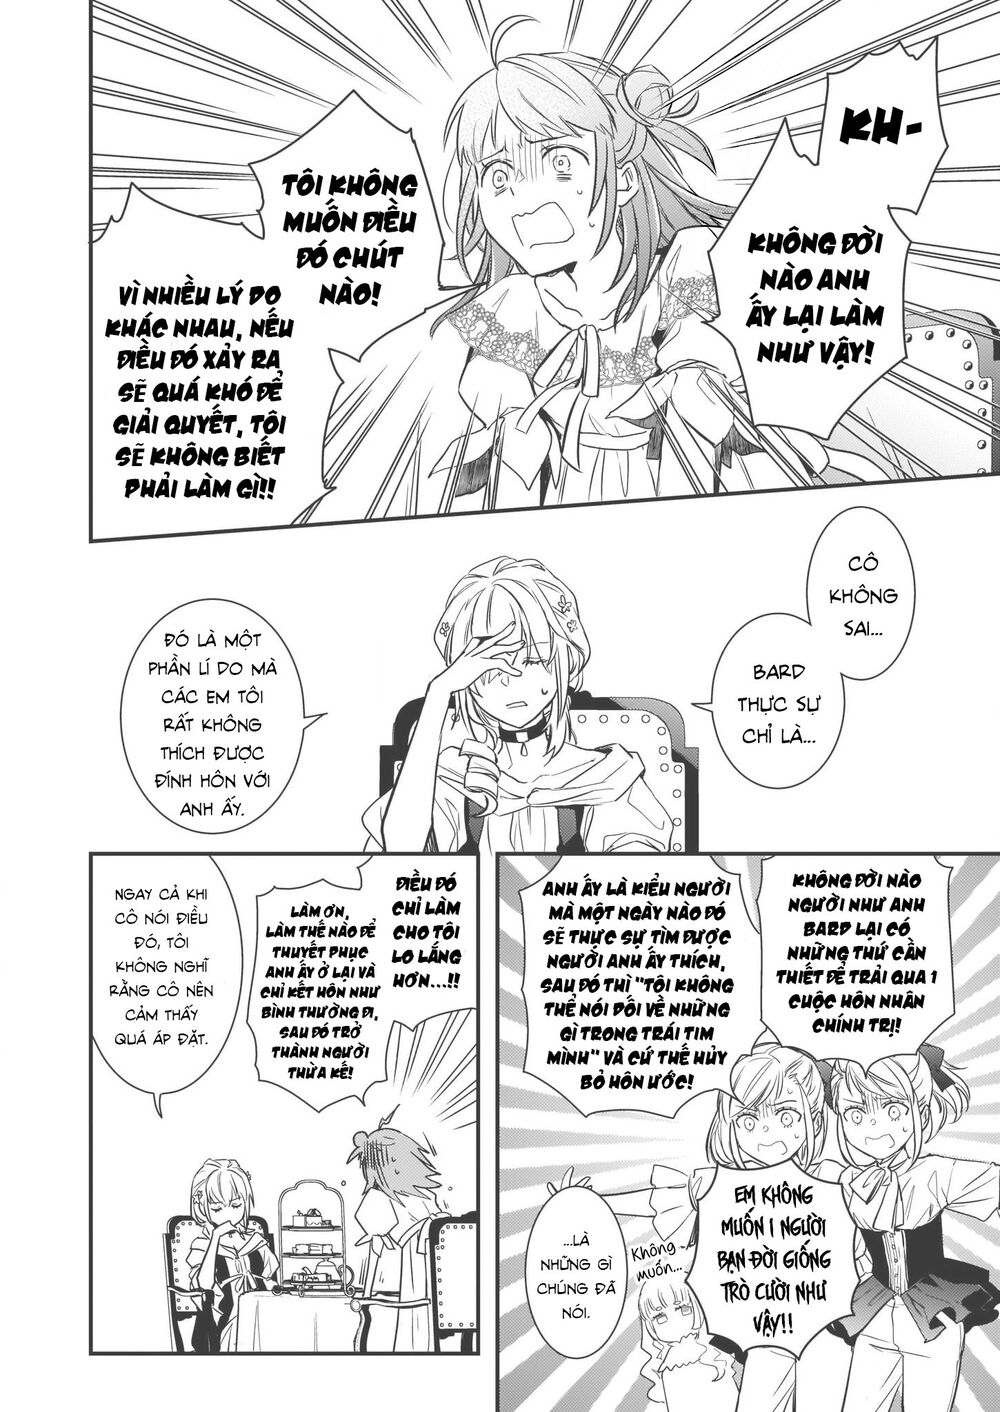 KH-
KHÔNG ĐỜI
NÀO ANH
ẤY LẠI LÀM
NHƯ VẬY!
TÔI KHÔNG
MUỐN ĐIỀU
ĐÓ CHÚT
NÀO!
VÌ NHIỀU LÝ DO
KHÁC NHAU, NẾU
ĐIỀU ĐÓ XẢY RA
SẼ QUÁ KHÓ ĐỂ
GIẢI QUYẾT, TÔI
SẼ KHÔNG BIẾT
PHẢI LÀM GÌ!!
CÔ
KHÔNG
SAI...
BARD
THỰC SỰ
CHỈ LÀ...
ĐÓ LÀ MỘT
PHẦN LÍ DO MÀ
CÁC EM TÔI
RẤT KHÔNG
THÍCH ĐƯỢC
ĐÍNH HÔN VỚI
ANH ẤY.
KHÔNG ĐỜI NÀO
NGƯỜI NHƯ ANH
BARD LẠI CÓ
NHỮNG THỨ CẦN
THIẾT ĐỂ TRẢI QUA 1
CUỘC HÔN NHÂN
CHÍNH TRỊ!
ANH ẤY LÀ KIỂU NGƯỜI
MÀ MỘT NGÀY NÀO ĐÓ
SẼ THỰC SỰ TÌM ĐƯỢC
NGƯỜI ANH ẤY THÍCH,
SAU ĐÓ THÌ "TÔI KHÔNG
THỂ NÓI DỐI VỀ NHỮNG
GÌ TRONG TRÁI TIM
MÌNH" VÀ CỨ THẾ HỦY
BỎ HÔN ƯỚC!
EM KHÔNG
MUỐN 1 NGƯỜI
BẠN ĐỜI GIỐNG
TRÒ CƯỜI NHƯ
VẬY!!
Không
muốn...
...LÀ
NHỮNG GÌ
CHÚNG ĐÃ
NÓI.
ĐIỀU ĐÓ
CHỈ LÀM
CHO TÔI
LO LẮNG
HƠN...!!
LÀM ƠN,
LÀM THẾ NÀO ĐỂ
THUYẾT PHỤC
ANH ẤY Ở LẠI VÀ
CHỈ KẾT HÔN NHƯ
BÌNH THƯỜNG ĐI,
SAU ĐÓ TRỞ
THÀNH NGƯỜI
THỪA KẾ!
NGAY CẢ KHI
CÔ NÓI ĐIỀU
ĐÓ, TÔI
KHÔNG NGHĨ
RẰNG CÔ NÊN
CẢM THẤY
QUÁ ÁP ĐẶT.